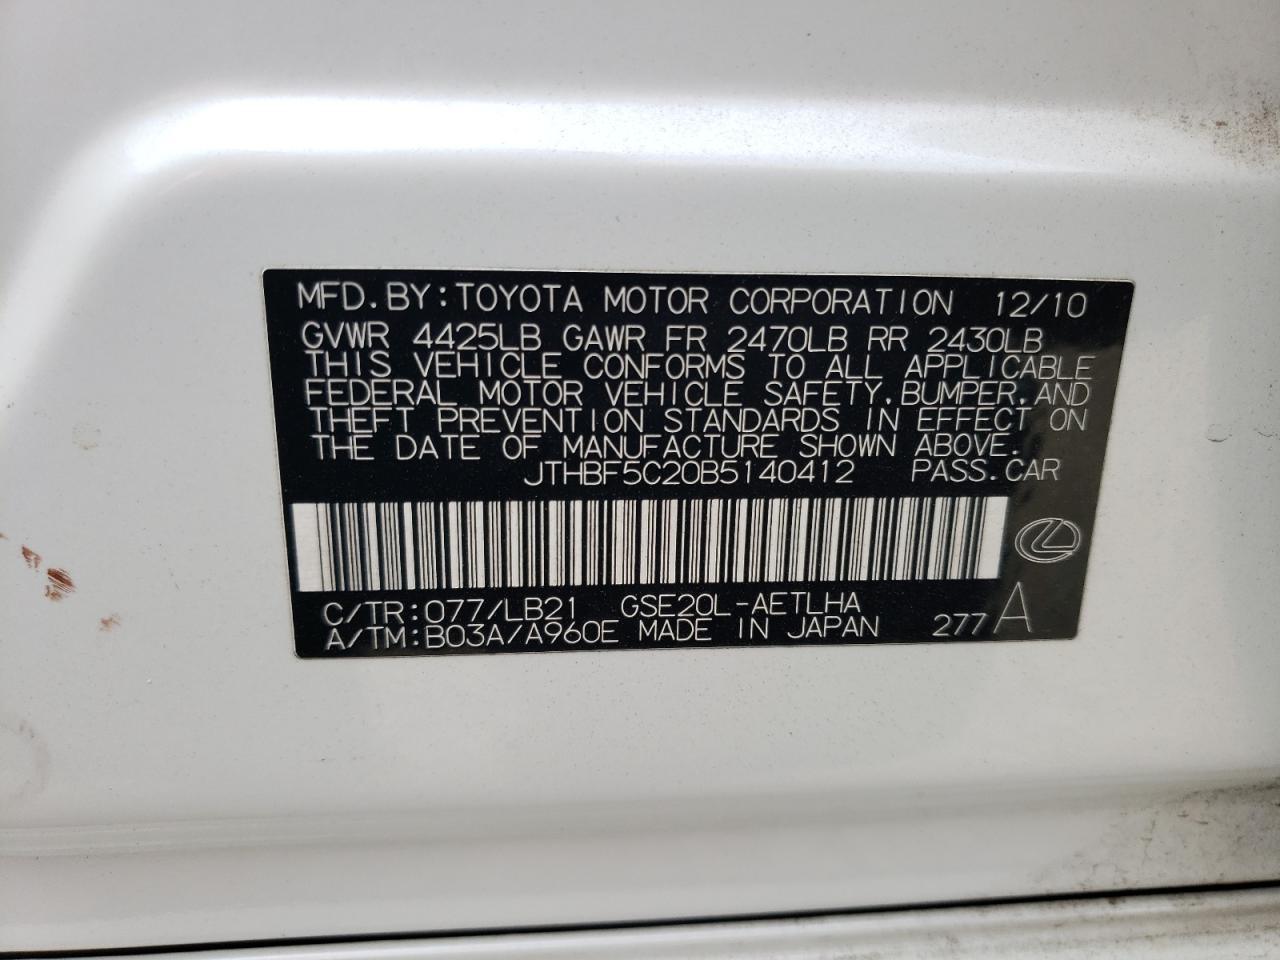 MFD.BY:TOYOTA MOTOR CORPORATION 12/10
GVWR 4425LB GAWR FR 2470LB RR 2430LB
THIS VEHICLE CONFORMS TO ALL APPLICABLE
FEDERAL MOTOR VEHICLE SAFETY,BUMPER,AND
THEFT PREVENTION STANDARDS IN EFFECT ON
THE DATE OF MANUFACTURE SHOWN ABOVE.
JTHBF5C20B5140412 PASS.CAR
C/TR:077/LB21 GSE20L-AETLHA
A/TM:B03A/A960E MADE IN JAPAN 277 A